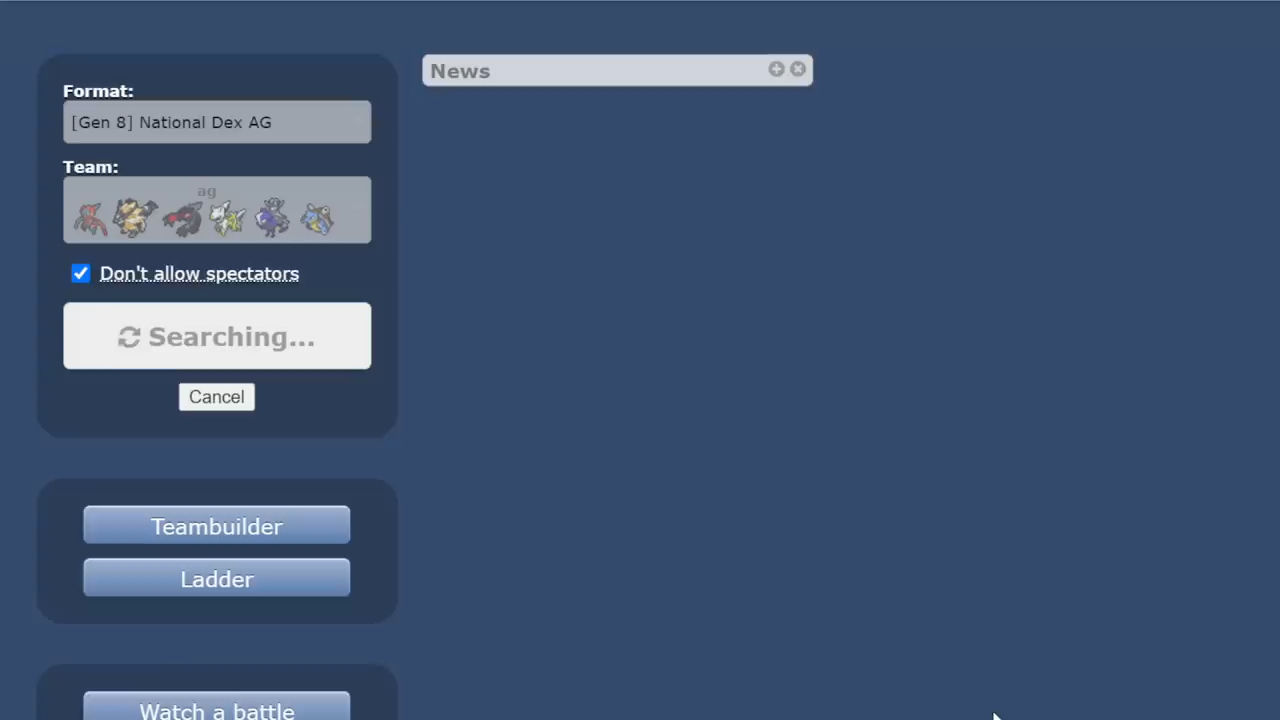 Format:
[Gen 8] National Dex AG
Team:
ag
Don't allow spectators
Searching...
Cancel
Teambuilder
Ladder
Watch a battle
News